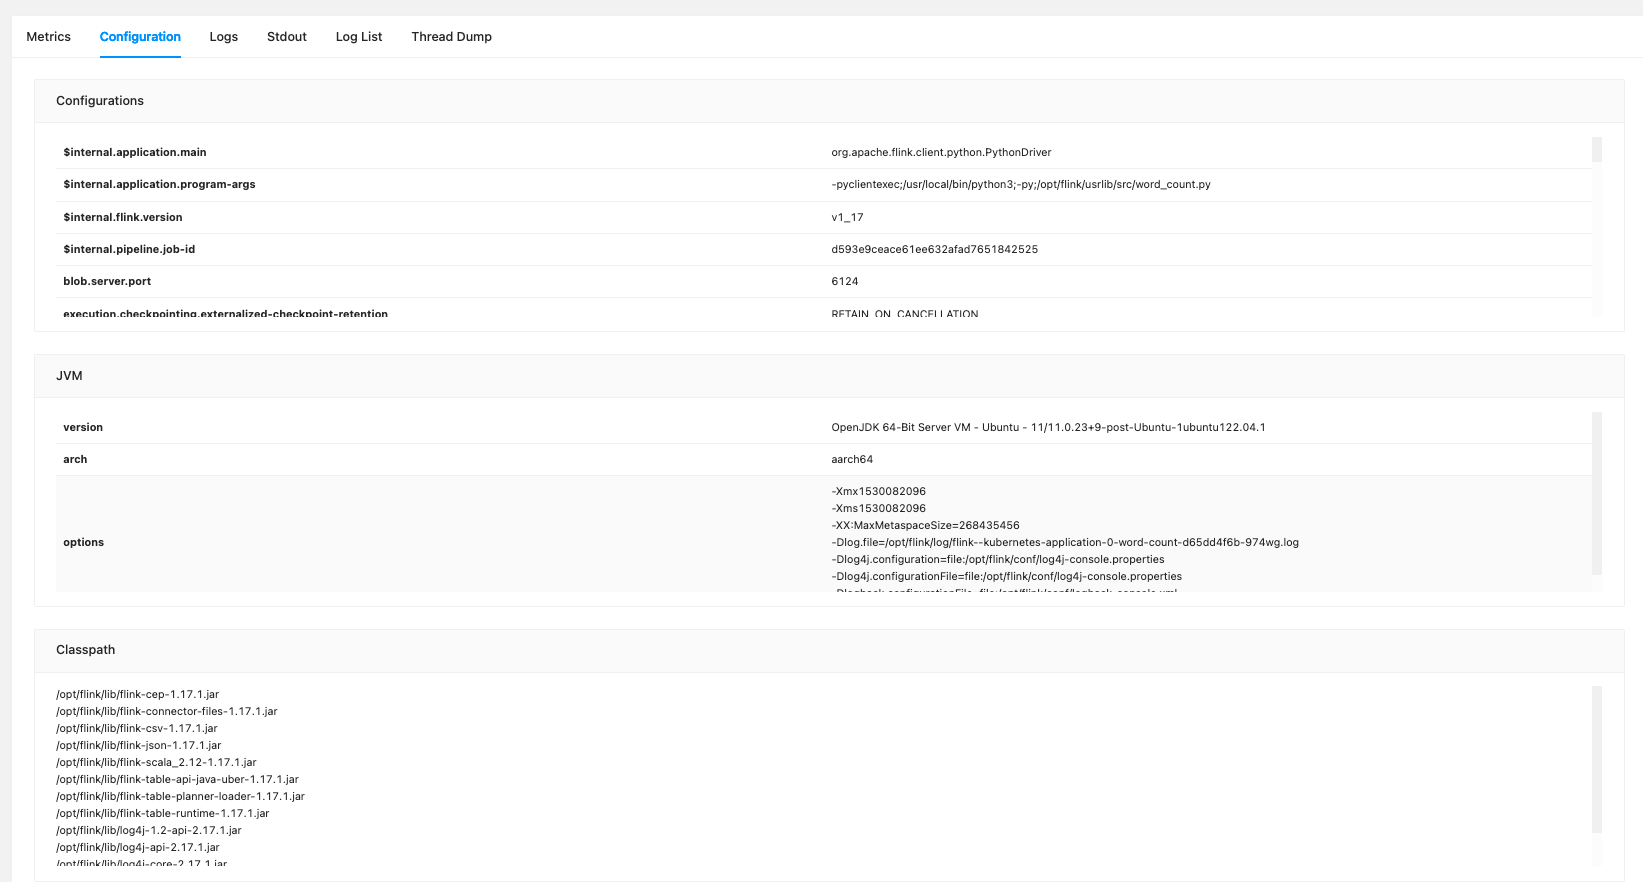 Metrics Configuration Logs Stdout Log List Thread Dump
Configurations
$internal.application.main org.apache.flink.client.python.PythonDriver
$internal.application.program-args -pyclientexec;/usr/local/bin/python3;-py;/opt/flink/usrlib/src/word_count.py
$internal.flink.version v1_17
$internal.pipeline.job-id d593e9ceace61ee632afad7651842525
blob.server.port 6124
execution.checkpointing.externalized-checkpoint-retention RETAIN_ON_CANCELLATION
JVM
version OpenJDK 64-Bit Server VM - Ubuntu - 11/11.0.23+9-post-Ubuntu-1ubuntu122.04.1
arch aarch64
-Xmx1530082096
-Xms1530082096
-XX:MaxMetaspaceSize=268435456
options -Dlog.file=/opt/flink/log/flink--kubernetes-application-0-word-count-d65dd4f6b-974wg.log
-Dlog4j.configuration=file:/opt/flink/conf/log4j-console.properties
-Dlog4j.configurationFile=file:/opt/flink/conf/log4j-console.properties
-Dlogback.configurationFile=file:/opt/flink/conf/logback-console.xml
Classpath
/opt/flink/lib/flink-cep-1.17.1.jar
/opt/flink/lib/flink-connector-files-1.17.1.jar
/opt/flink/lib/flink-csv-1.17.1.jar
/opt/flink/lib/flink-json-1.17.1.jar
/opt/flink/lib/flink-scala_2.12-1.17.1.jar
/opt/flink/lib/flink-table-api-java-uber-1.17.1.jar
/opt/flink/lib/flink-table-planner-loader-1.17.1.jar
/opt/flink/lib/flink-table-runtime-1.17.1.jar
/opt/flink/lib/log4j-1.2-api-2.17.1.jar
/opt/flink/lib/log4j-api-2.17.1.jar
/opt/flink/lib/log4j-core-2.17.1.jar